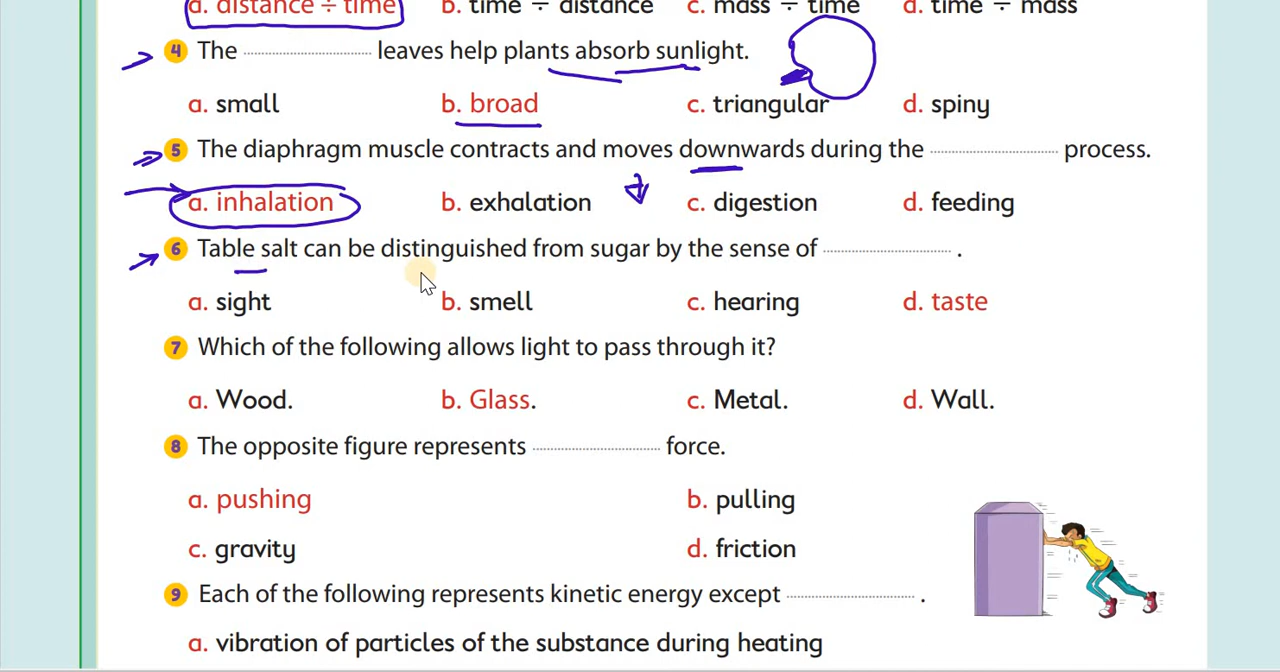 a. distance ÷ time b. time ÷ distance c. mass ÷ time d. time ÷ mass
4 The .................... leaves help plants absorb sunlight.
a. small b. broad c. triangular d. spiny
5 The diaphragm muscle contracts and moves downwards during the .................... process.
a. inhalation b. exhalation c. digestion d. feeding
6 Table salt can be distinguished from sugar by the sense of .................... .
a. sight b. smell c. hearing d. taste
7 Which of the following allows light to pass through it?
a. Wood. b. Glass. c. Metal. d. Wall.
8 The opposite figure represents .................... force.
a. pushing b. pulling
c. gravity d. friction
9 Each of the following represents kinetic energy except .................... .
a. vibration of particles of the substance during heating